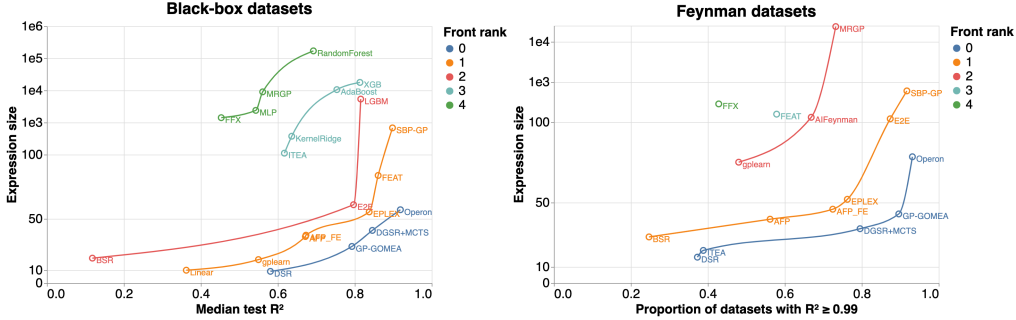 Black-box datasets
Expression size
1e6
1e5
1e4
1e3
100
50
10
0
RandomForest
MRGP
MLP
FFX
XGB
AdaBoost
LGBM
KernelRidge
ITEA
SBP-GP
FEAT
E2E
EPLEX
Operon
DGSR+MCTS
AFP
AFP_FE
GP-GOMEA
BSR
gplearn
Linear
DSR
0.0 0.2 0.4 0.6 0.8 1.0
Median test R²
Front rank
0
1
2
3
4
Feynman datasets
Expression size
1e4
1e3
100
50
10
0
MRGP
SBP-GP
FFX
FEAT
AIFeynman
E2E
gplearn
Operon
EPLEX
AFP_FE
GP-GOMEA
AFP
DGSR+MCTS
BSR
ITEA
DSR
0.0 0.2 0.4 0.6 0.8 1.0
Proportion of datasets with R² ≥ 0.99
Front rank
0
1
2
3
4